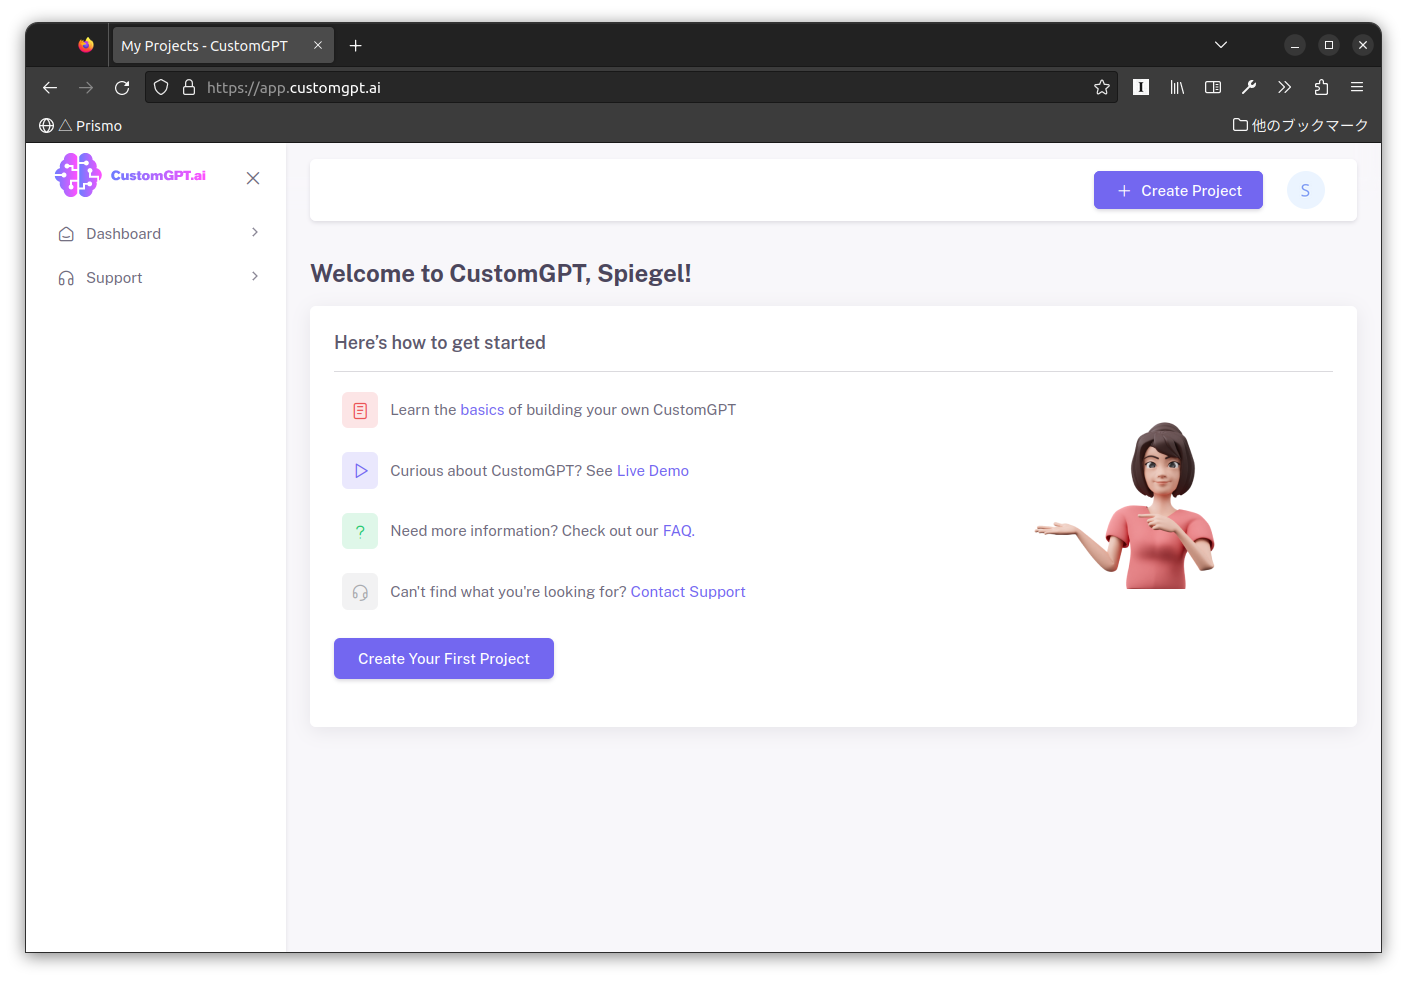 My Projects - CustomGPT
https://app.customgpt.ai
I
Prismo
他のブックマーク
CustomGPT.ai
Create Project
S
Dashboard
Support
Welcome to CustomGPT, Spiegel!
Here’s how to get started
Learn the basics of building your own CustomGPT
Curious about CustomGPT? See Live Demo
? Need more information? Check out our FAQ.
Can't find what you're looking for? Contact Support
Create Your First Project